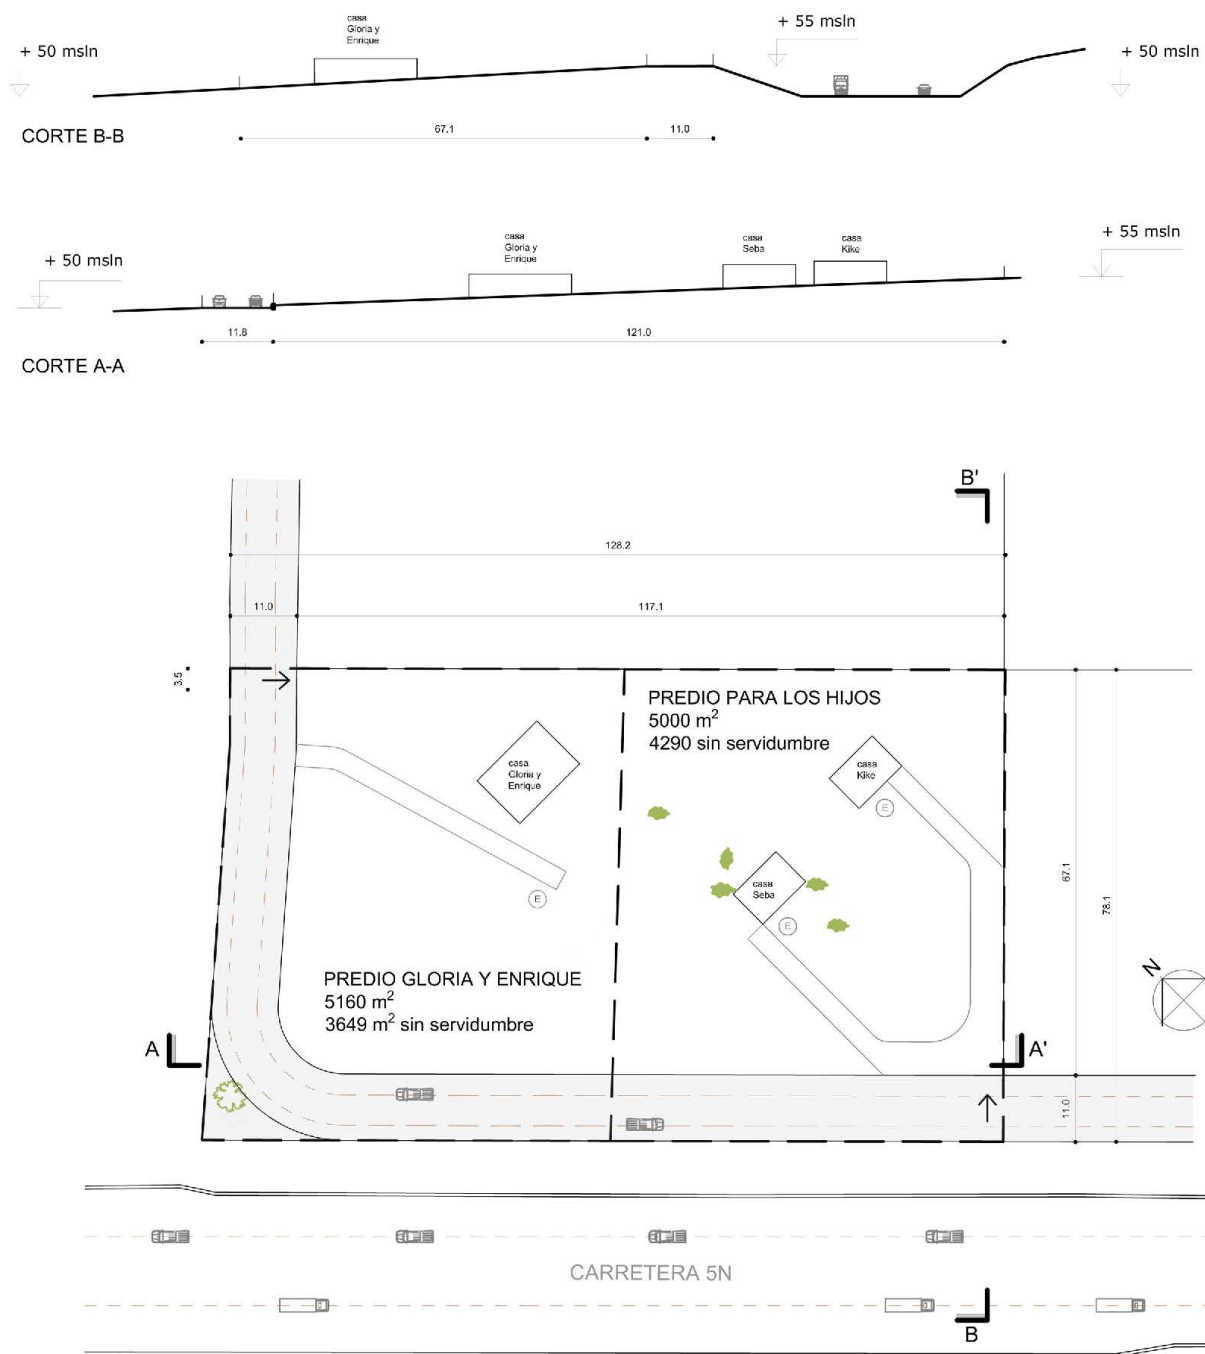 casa
Gloria y
Enrique
+ 50 msln
+ 55 msln
+ 50 msln
CORTE B-B
67.1
11.0
casa
Gloria y
Enrique
casa
Seba
casa
Kike
+ 50 msln
+ 55 msln
11.8
121.0
CORTE A-A
B'
128.2
11.0
117.1
3.5
PREDIO PARA LOS HIJOS
5000 m²
4290 sin servidumbre
casa
Gloria y
Enrique
casa
Kike
E
casa
Seba
E
E
67.1
78.1
PREDIO GLORIA Y ENRIQUE
5160 m²
3649 m² sin servidumbre
N
A
A'
11.0
CARRETERA 5N
B